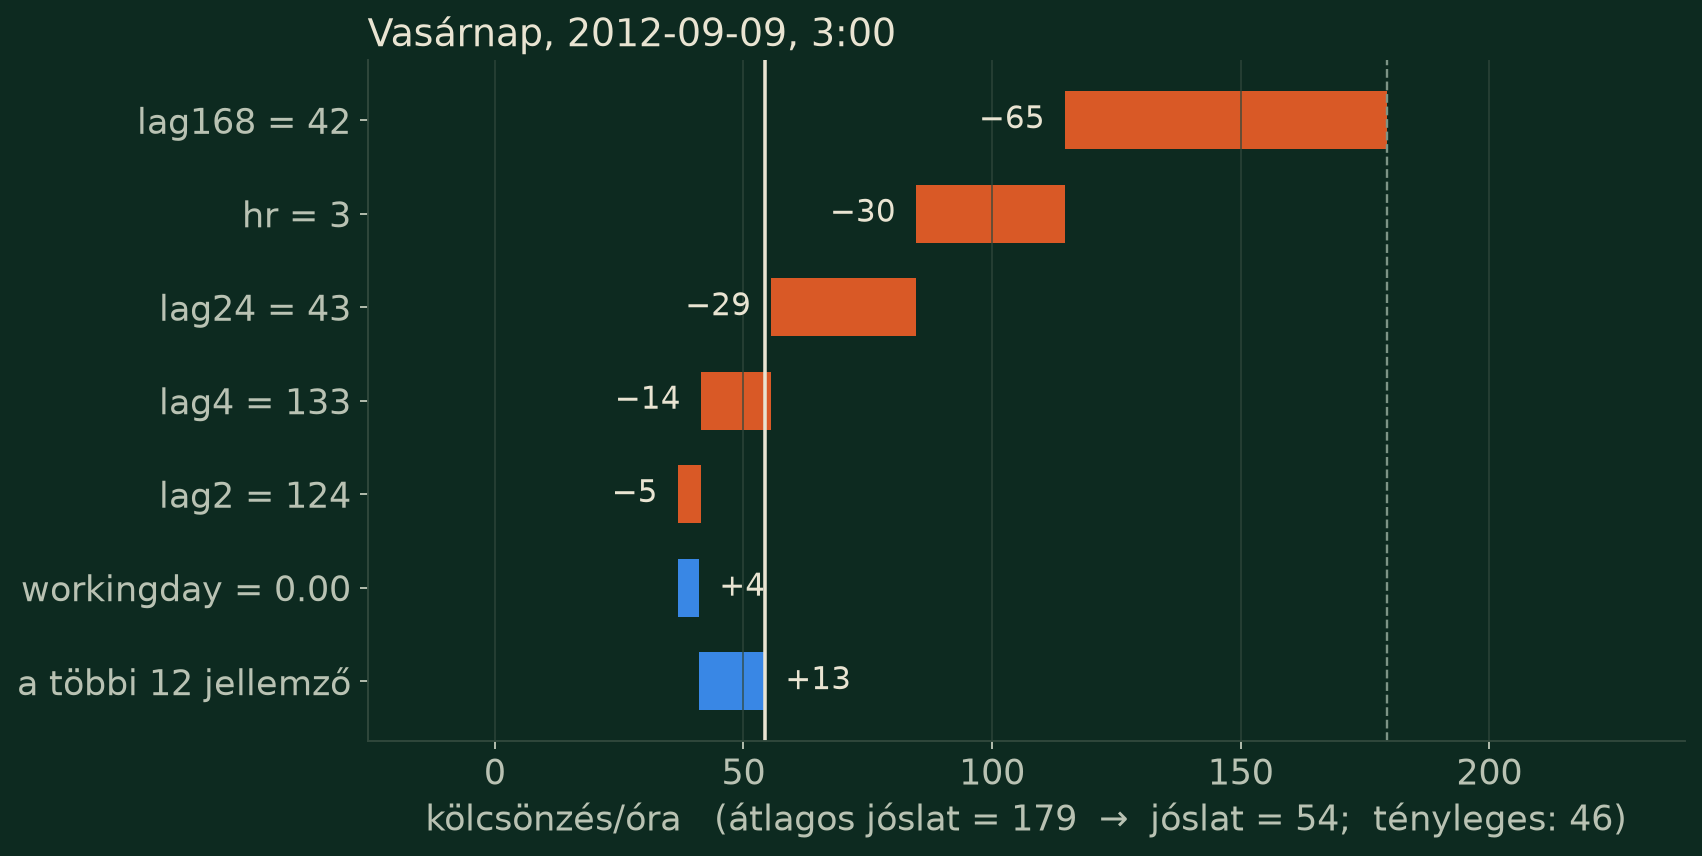 Vasárnap, 2012-09-09, 3:00
lag168 = 42
−65
hr = 3
−30
lag24 = 43
−29
lag4 = 133
−14
lag2 = 124
−5
workingday = 0.00
+4
a többi 12 jellemző
+13
0 50 100 150 200
kölcsönzés/óra (átlagos jóslat = 179 → jóslat = 54; tényleges: 46)